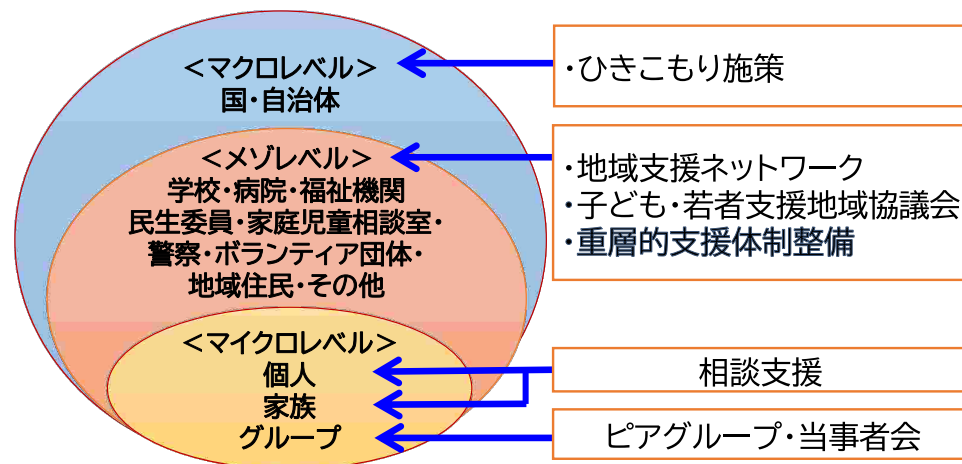 ＜マクロレベル＞
国・自治体
・ひきこもり施策
＜メゾレベル＞
学校・病院・福祉機関
民生委員・家庭児童相談室・
警察・ボランティア団体・
地域住民・その他
・地域支援ネットワーク
・子ども・若者支援地域協議会
・重層的支援体制整備
＜マイクロレベル＞
個人
家族
グループ
相談支援
ピアグループ・当事者会